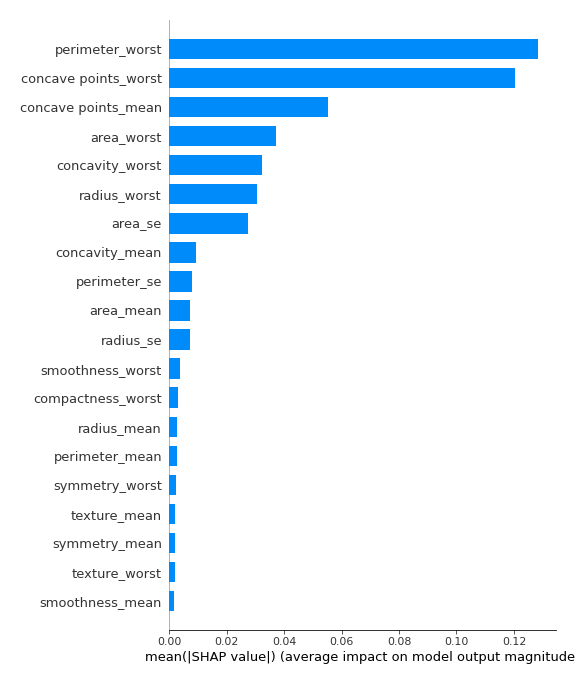 perimeter_worst
concave points_worst
concave points_mean
area_worst
concavity_worst
radius_worst
area_se
concavity_mean
perimeter_se
area_mean
radius_se
smoothness_worst
compactness_worst
radius_mean
perimeter_mean
symmetry_worst
texture_mean
symmetry_mean
texture_worst
smoothness_mean
0.00 0.02 0.04 0.06 0.08 0.10 0.12
mean(|SHAP value|) (average impact on model output magnitude